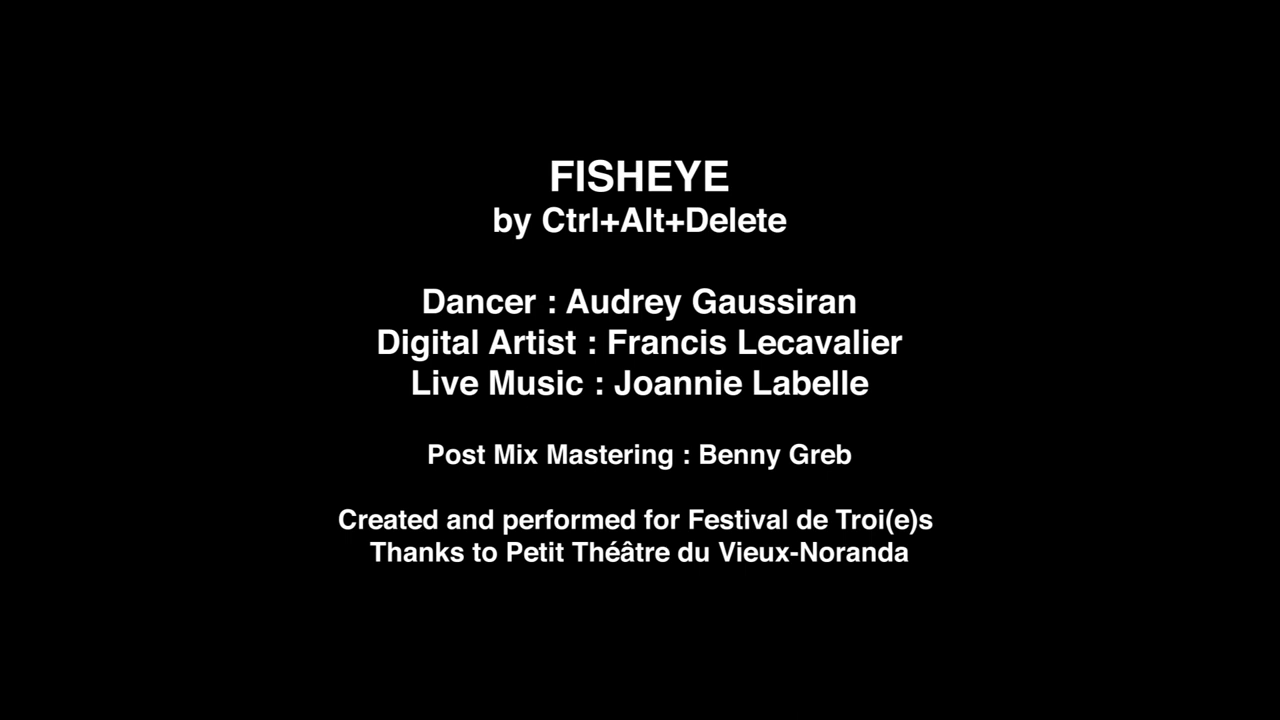 FISHEYE
by Ctrl+Alt+Delete
Dancer : Audrey Gaussiran
Digital Artist : Francis Lecavalier
Live Music : Joannie Labelle
Post Mix Mastering : Benny Greb
Created and performed for Festival de Troi(e)s
Thanks to Petit Théâtre du Vieux-Noranda